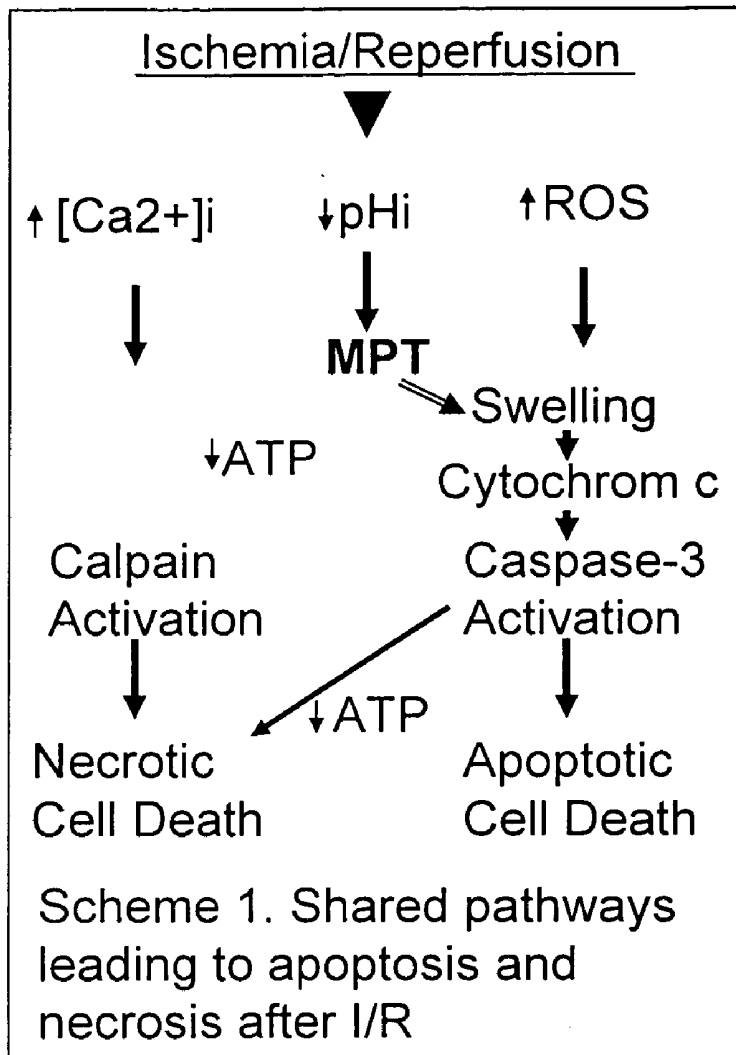 Ischemia/Reperfusion
↑ [Ca2+]i ↓pHi ↑ROS
MPT
Swelling
↓ATP
Cytochrom c
Calpain Caspase-3
Activation Activation
↓ATP
Necrotic Apoptotic
Cell Death Cell Death
Scheme 1. Shared pathways
leading to apoptosis and
necrosis after I/R